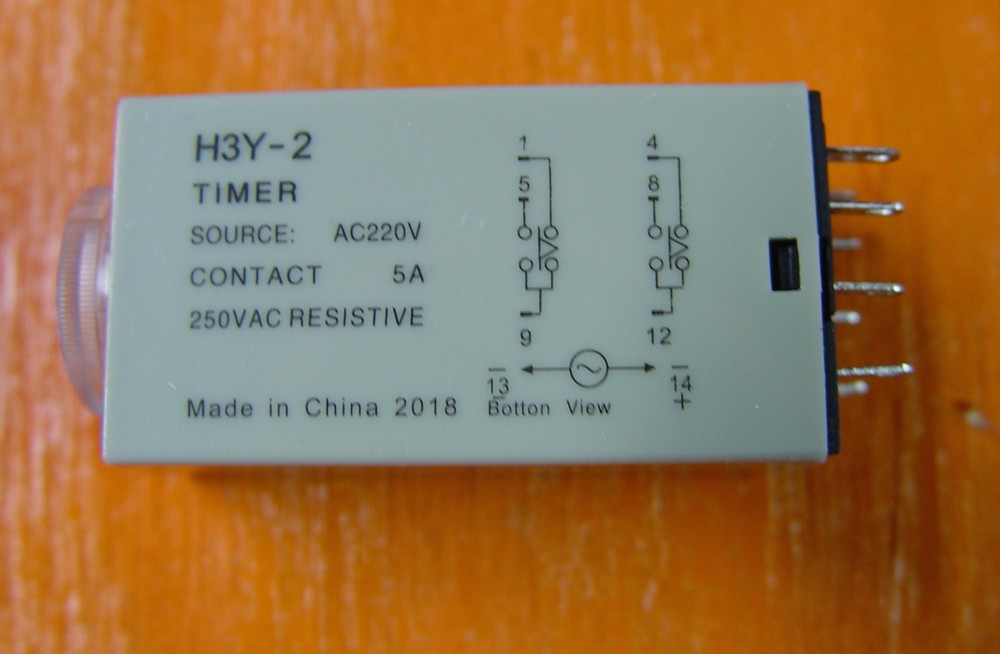 H3Y-2
TIMER
SOURCE: AC220V
CONTACT 5A
250VAC RESISTIVE
Made in China 2018
1 4
5 8
9 12
13 14
- +
Botton View